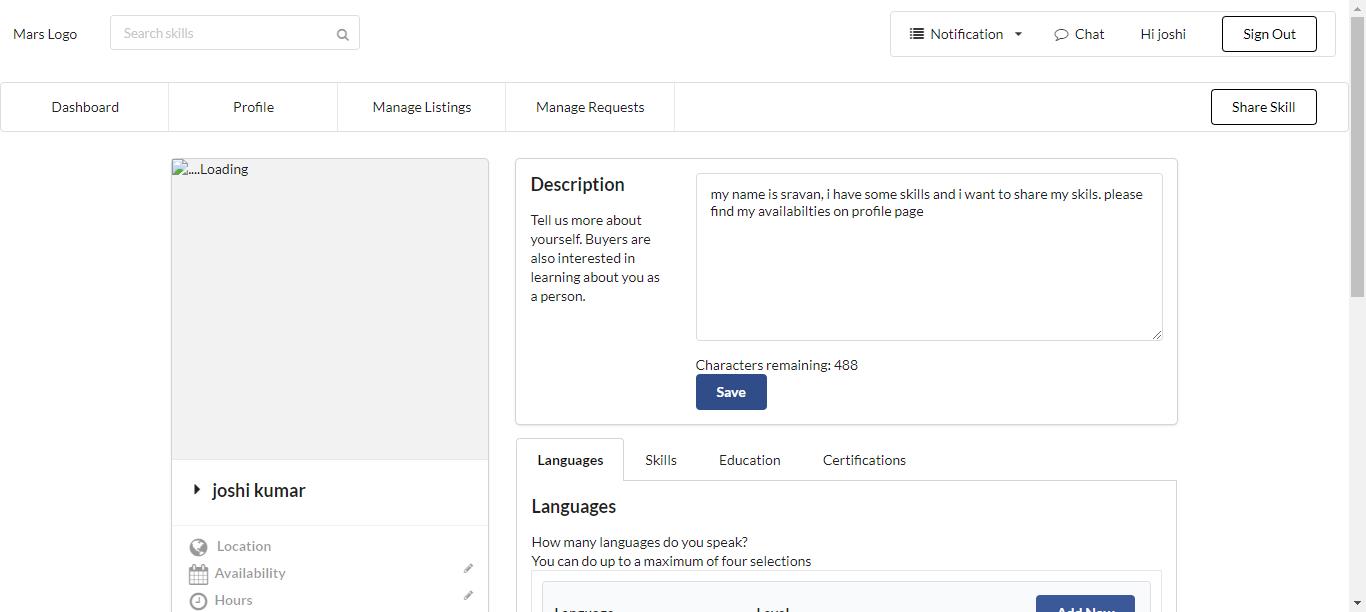 Mars Logo
Search skills
Notification
Chat
Hi joshi
Sign Out
Dashboard
Profile
Manage Listings
Manage Requests
Share Skill
....Loading
joshi kumar
Location
Availability
Hours
Description
Tell us more about
yourself. Buyers are
also interested in
learning about you as
a person.
my name is sravan, i have some skills and i want to share my skils. please
find my availabilties on profile page
Characters remaining: 488
Save
Languages
Skills
Education
Certifications
Languages
How many languages do you speak?
You can do up to a maximum of four selections
Language
Level
Add New